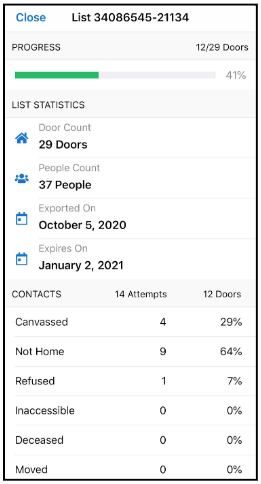 Close List 34086545-21134
PROGRESS 12/29 Doors
41%
LIST STATISTICS
Door Count
29 Doors
People Count
37 People
Exported On
October 5, 2020
Expires On
January 2, 2021
CONTACTS 14 Attempts 12 Doors
Canvassed 4 29%
Not Home 9 64%
Refused 1 7%
Inaccessible 0 0%
Deceased 0 0%
Moved 0 0%